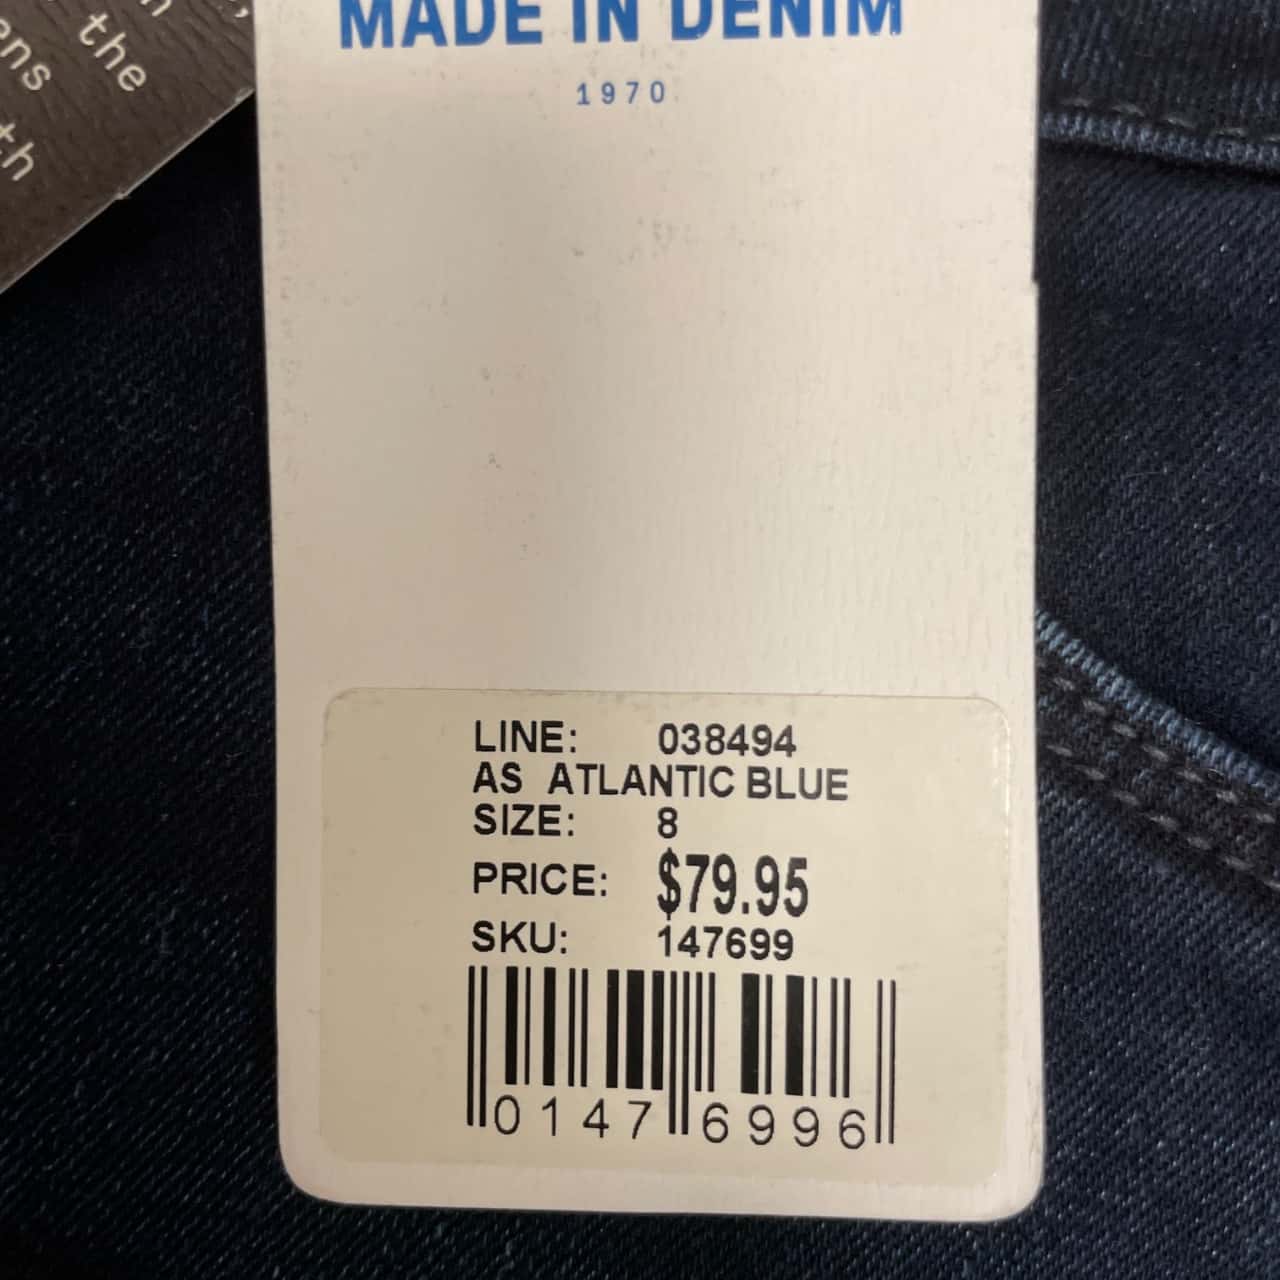 the
ens
th
MADE IN DENIM
1970
LINE: 038494
AS ATLANTIC BLUE
SIZE: 8
PRICE: $79.95
SKU: 147699
0147 6996